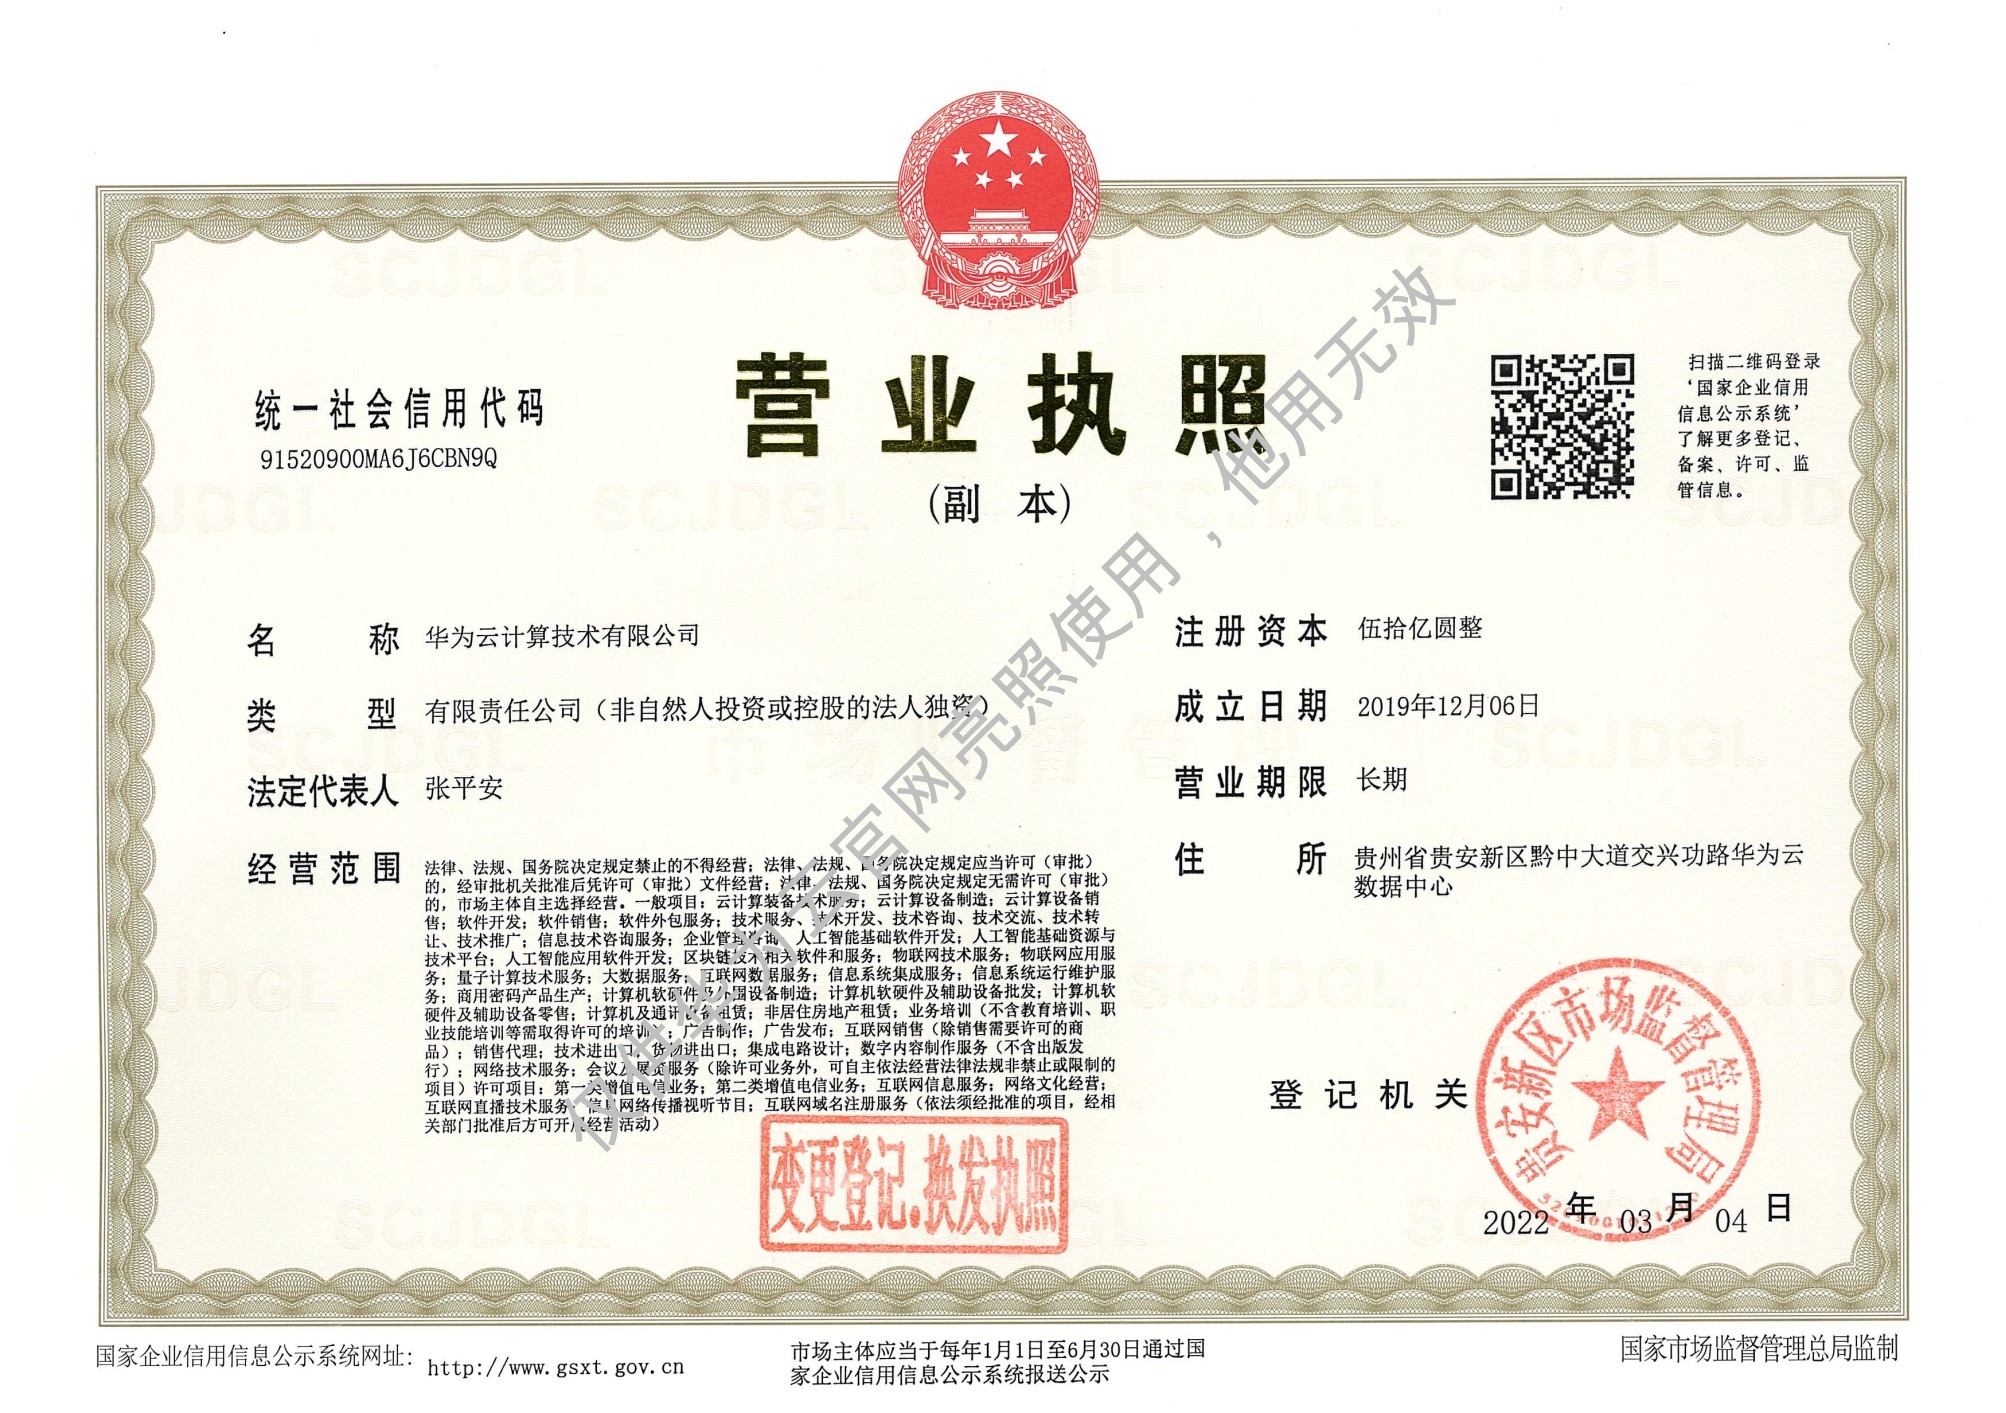 统一社会信用代码
91520900MA6J6CBN9Q
营业执照
(副 本)
扫描二维码登录
‘国家企业信用
信息公示系统’
了解更多登记、
备案、许可、监
管信息。
名 称 华为云计算技术有限公司
类 型 有限责任公司（非自然人投资或控股的法人独资）
法定代表人 张平安
经营范围 法律、法规、国务院决定规定禁止的不得经营；法律、法规、国务院决定规定应当许可（审批）
的，经审批机关批准后凭许可（审批）文件经营；法律、法规、国务院决定规定无需许可（审批）
的，市场主体自主选择经营。一般项目：云计算装备技术服务；云计算设备制造；云计算设备销
售；软件开发；软件销售；软件外包服务；技术服务、技术开发、技术咨询、技术交流、技术转
让、技术推广；信息技术咨询服务；企业管理咨询；人工智能基础软件开发；人工智能基础资源与
技术平台；人工智能应用软件开发；区块链技术相关软件和服务；物联网技术服务；物联网应用服
务；量子计算技术服务；大数据服务；互联网数据服务；信息系统集成服务；信息系统运行维护服
务；商用密码产品生产；计算机软硬件及外围设备制造；计算机软硬件及辅助设备批发；计算机软
硬件及辅助设备零售；计算机及通讯设备租赁；非居住房地产租赁；业务培训（不含教育培训、职
业技能培训等需取得许可的培训）；广告制作；广告发布；互联网销售（除销售需要许可的商
品）；销售代理；技术进出口；货物进出口；集成电路设计；数字内容制作服务（不含出版发
行）；网络技术服务；会议及展览服务（除许可业务外，可自主依法经营法律法规非禁止或限制的
项目）许可项目：第一类增值电信业务；第二类增值电信业务；互联网信息服务；网络文化经营；
互联网直播技术服务；信息网络传播视听节目；互联网域名注册服务（依法须经批准的项目，经相
关部门批准后方可开展经营活动）
注册资本 伍拾亿圆整
成立日期 2019年12月06日
营业期限 长期
住 所 贵州省贵安新区黔中大道交兴功路华为云
数据中心
仅供华为云官网亮照使用，他用无效
变更登记.换发执照
登记机关
贵安新区市场监督管理局
2022 年 03 月 04 日
国家企业信用信息公示系统网址: http://www.gsxt.gov.cn
市场主体应当于每年1月1日至6月30日通过国
家企业信用信息公示系统报送公示
国家市场监督管理总局监制
SCJDGL
市场监督管理